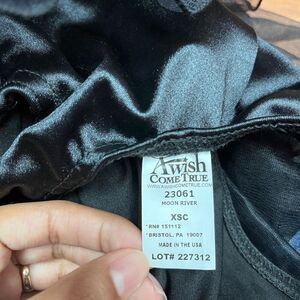 A Wish
COME TRUE
WWW.AWISHCOMETRUE.COM
23061
MOON RIVER
XSC
RN# 151112
BRISTOL, PA 19007
MADE IN THE USA
LOT# 227312